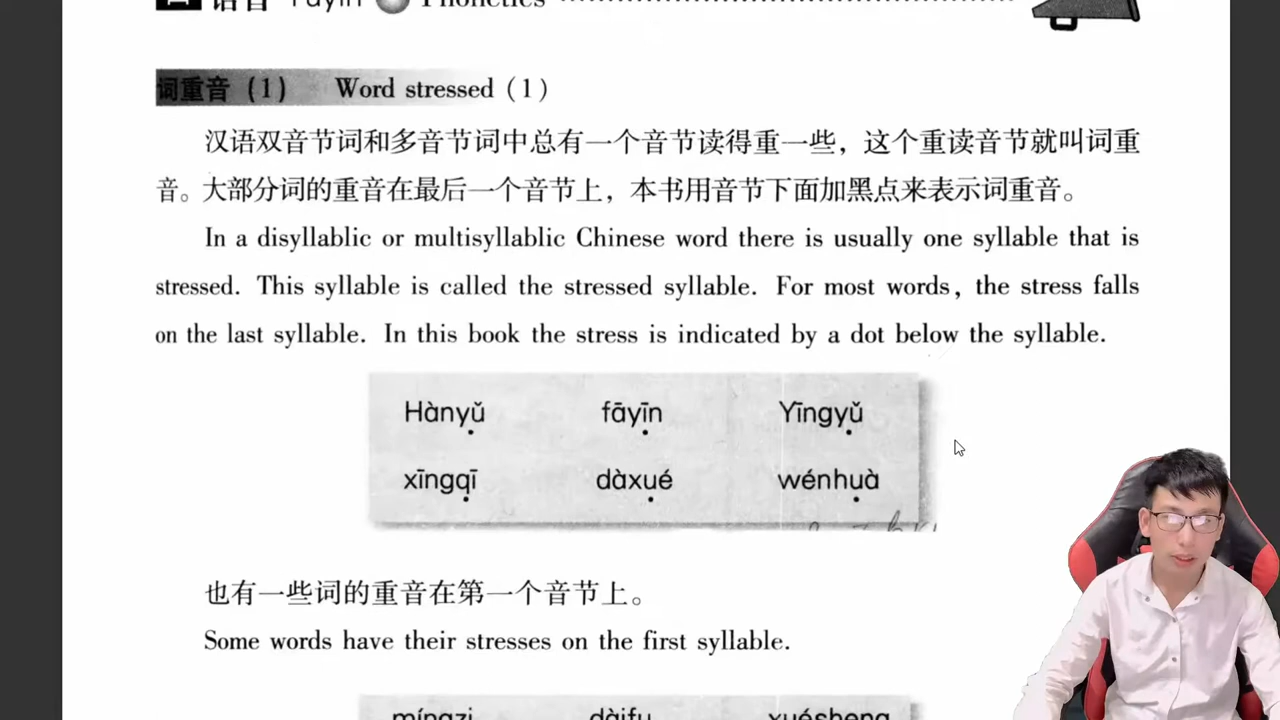 语音 Fāyīn Phonetics
词重音 (1) Word stressed (1)
汉语双音节词和多音节词中总有一个音节读得重一些，这个重读音节就叫词重
音。大部分词的重音在最后一个音节上，本书用音节下面加黑点来表示词重音。
In a disyllablic or multisyllablic Chinese word there is usually one syllable that is
stressed. This syllable is called the stressed syllable. For most words, the stress falls
on the last syllable. In this book the stress is indicated by a dot below the syllable.
Hànyǔ fāyīn Yīngyǔ
xīngqī dàxué wénhuà
也有一些词的重音在第一个音节上。
Some words have their stresses on the first syllable.
míngzi dàifu xuésheng